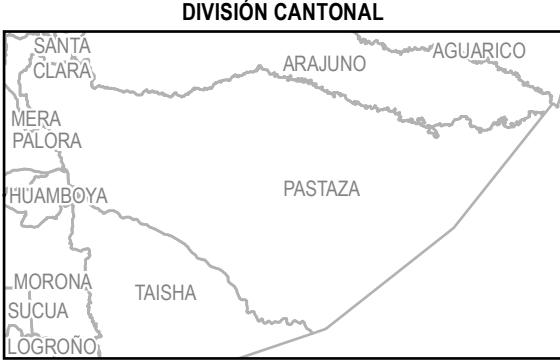 DIVISIÓN CANTONAL
SANTA
CLARA
ARAJUNO
AGUARICO
MERA
PALORA
HUAMBOYA
PASTAZA
MORONA
TAISHA
SUCUA
LOGROÑO